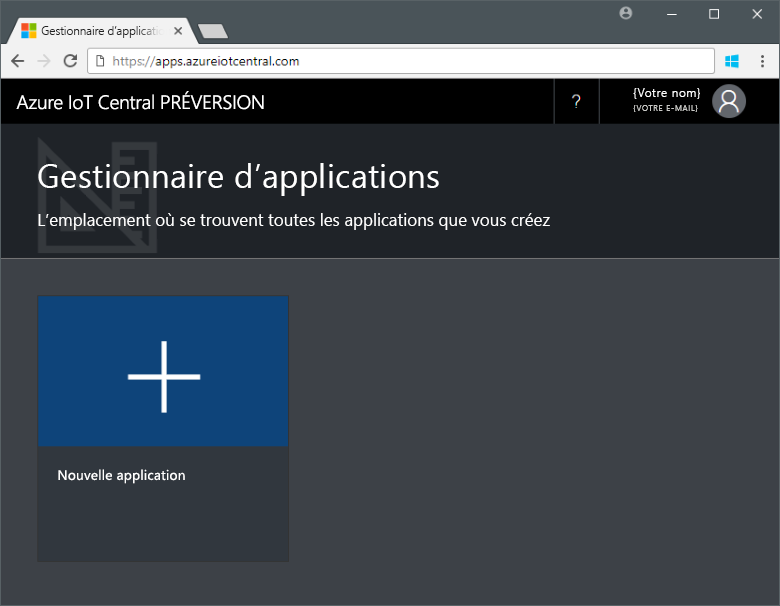 Gestionnaire d'applicatio
https://apps.azureiotcentral.com
Azure IoT Central PRÉVERSION
?
{Votre nom}
{VOTRE E-MAIL}
Gestionnaire d’applications
L’emplacement où se trouvent toutes les applications que vous créez
Nouvelle application